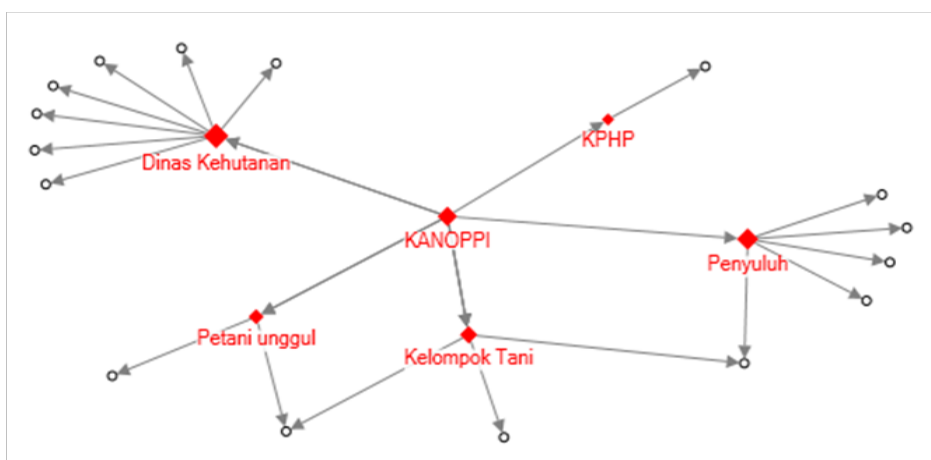 KPHP
Dinas Kehutanan
KANOPPI
Penyuluh
Petani unggul
Kelompok Tani